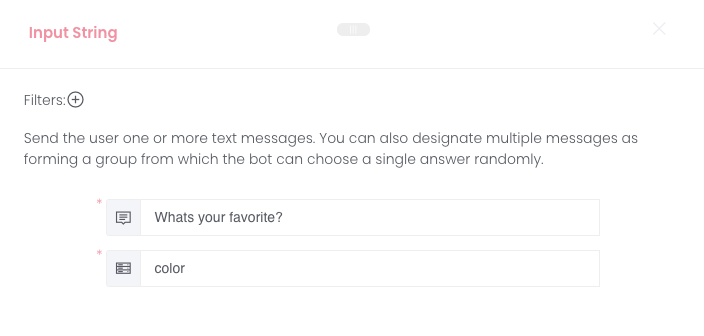 Input String
Filters:
Send the user one or more text messages. You can also designate multiple messages as
forming a group from which the bot can choose a single answer randomly.
* Whats your favorite?
* color